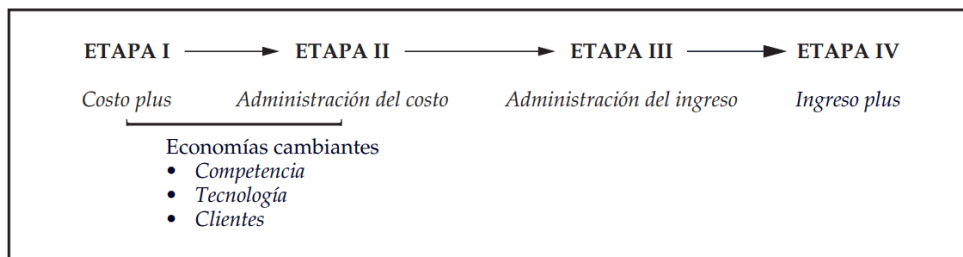 ETAPA I ETAPA II ETAPA III ETAPA IV
Costo plus Administración del costo Administración del ingreso Ingreso plus
Economías cambiantes
• Competencia
• Tecnología
• Clientes